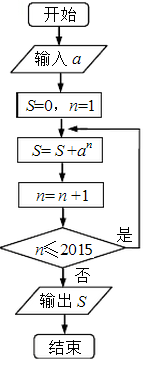 开始
输入 a
S=0，n=1
S= S+aⁿ
n= n +1
n≤2015
是
否
输出 S
结束